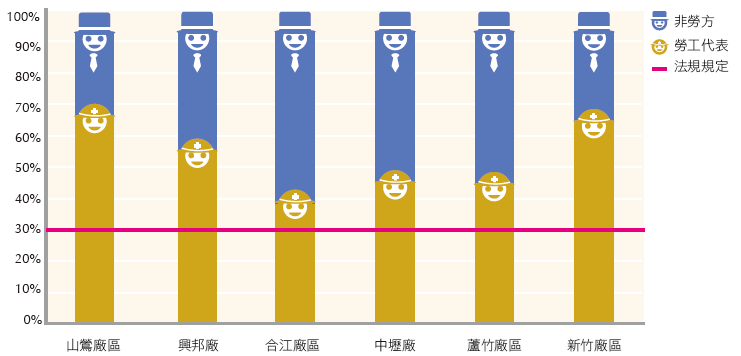 100%
90%
80%
70%
60%
50%
40%
30%
20%
10%
0%
非勞方
勞工代表
法規規定
山鶯廠區
興邦廠
合江廠區
中壢廠
蘆竹廠區
新竹廠區